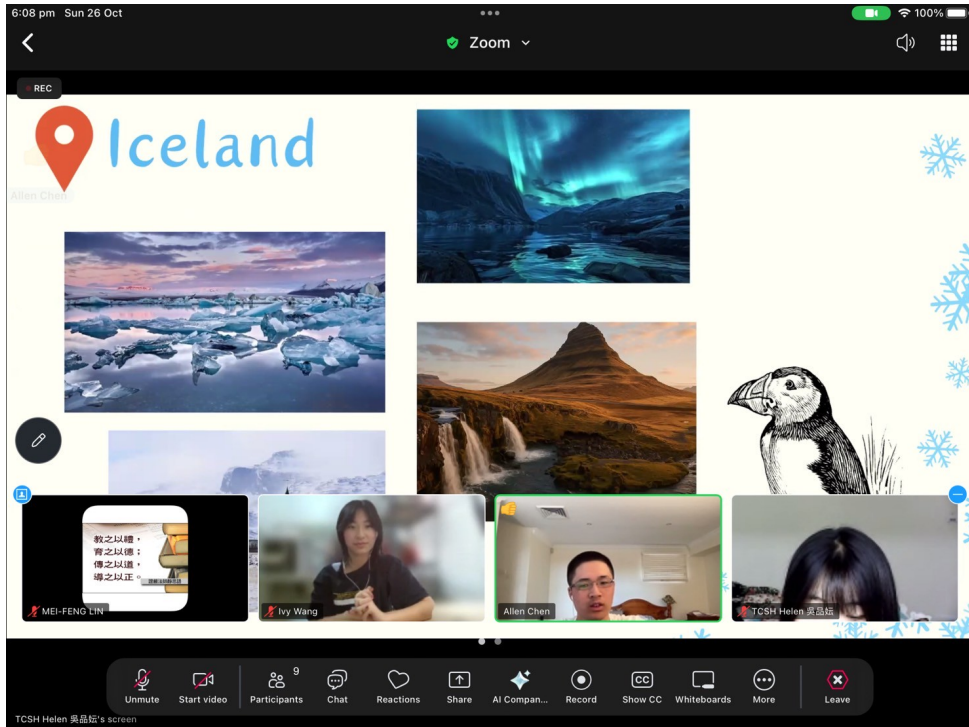 6:08 pm Sun 26 Oct
100%
Zoom
REC
Iceland
Allen Chen
教之以禮，
育之以德；
傳之以道，
導之以正。
MEI-FENG LIN
Ivy Wang
Allen Chen
TCSH Helen 吳品妘
Unmute
Start video
Participants
9
Chat
Reactions
Share
AI Compan...
Record
CC
Show CC
Whiteboards
More
Leave
TCSH Helen 吳品妘's screen